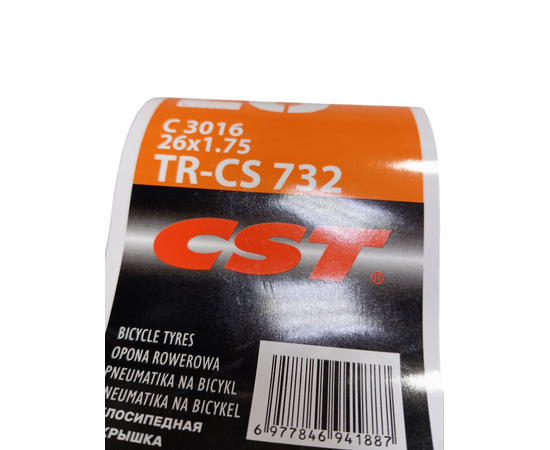 C 3016
26x1.75
TR-CS 732
CST®
BICYCLE TYRES
OPONA ROWEROWA
PNEUMATIKA NA BICYKL
PNEUMATIKA NA BICYKEL
ЛОСИПЕДНАЯ
КРЫШКА
6 977846 941887